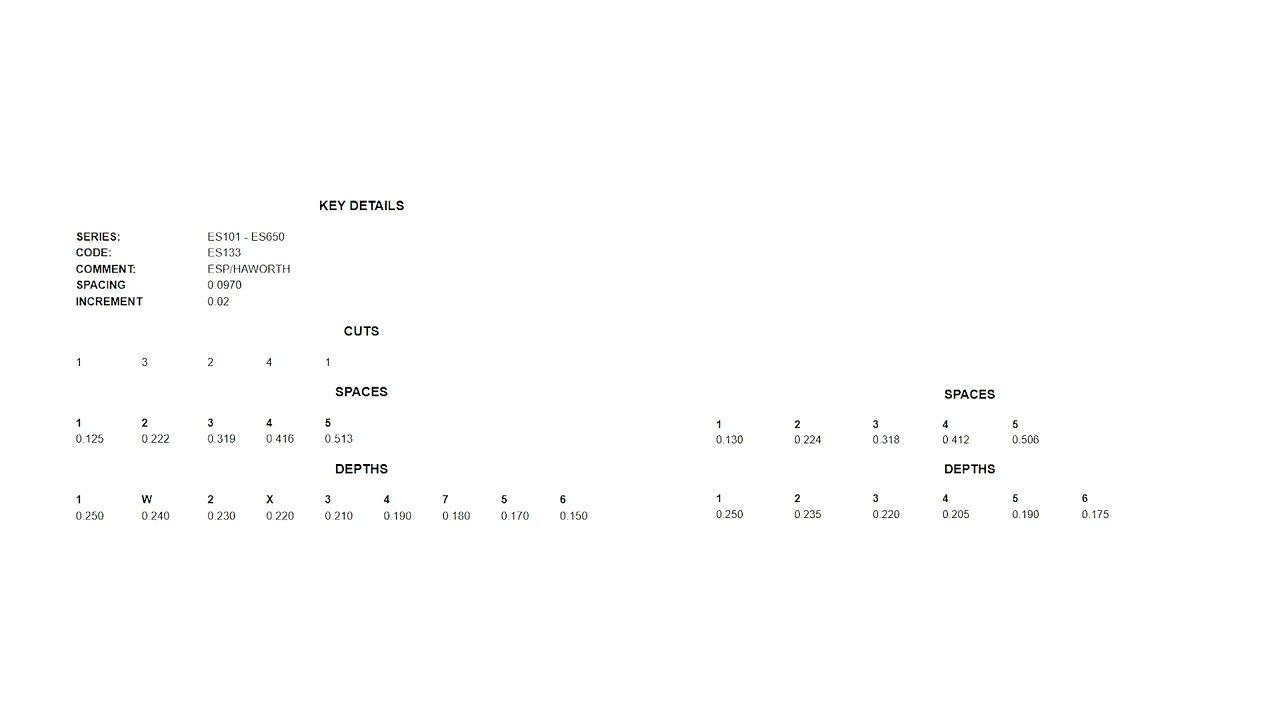 KEY DETAILS
SERIES: ES101 - ES650
CODE: ES133
COMMENT: ESP/HAWORTH
SPACING 0.0970
INCREMENT 0.02
CUTS
1 3 2 4 1
SPACES
1 2 3 4 5
0.125 0.222 0.319 0.416 0.513
DEPTHS
1 W 2 X 3 4 7 5 6
0.250 0.240 0.230 0.220 0.210 0.190 0.180 0.170 0.150
SPACES
1 2 3 4 5
0.130 0.224 0.318 0.412 0.506
DEPTHS
1 2 3 4 5 6
0.250 0.235 0.220 0.205 0.190 0.175